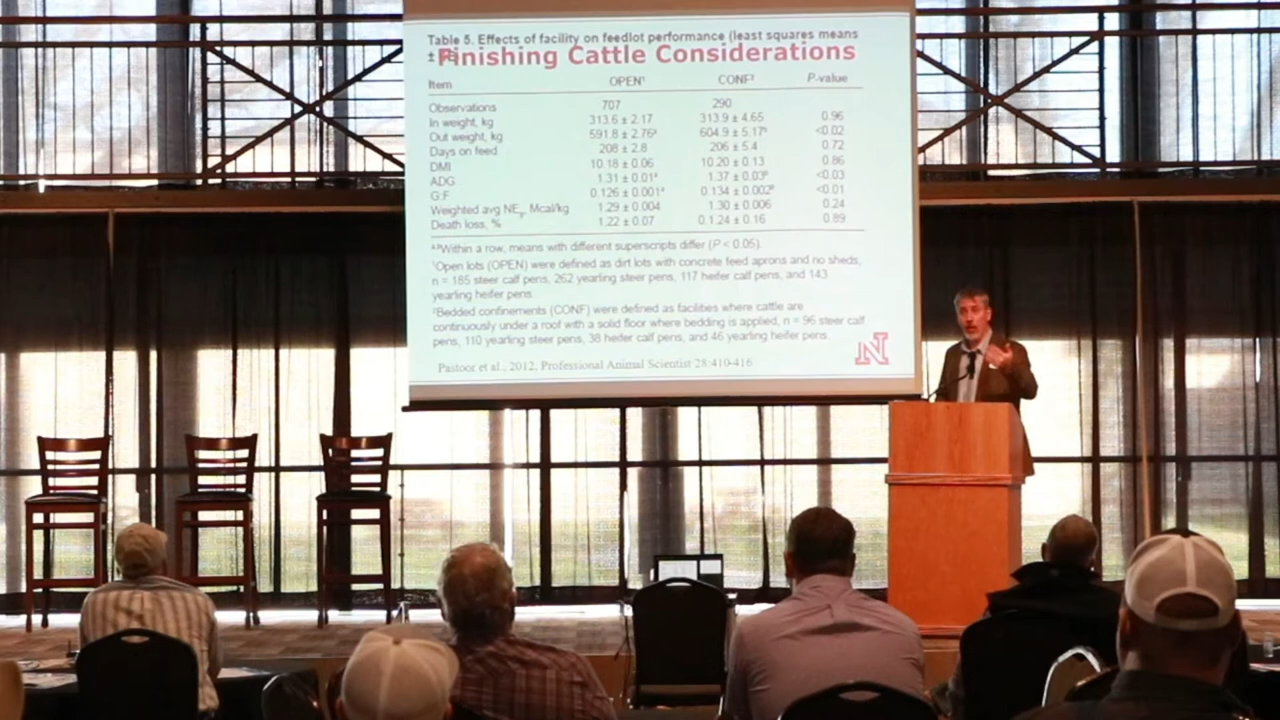 Table 5. Effects of facility on feedlot performance (least squares means
±
Finishing Cattle Considerations
Item OPEN¹ CONF² P-value
Observations 707 290
In weight, kg 313.6 ± 2.17 313.9 ± 4.65 0.96
Out weight, kg 591.8 ± 2.76ᵃ 604.9 ± 5.17ᵇ <0.02
Days on feed 208 ± 2.8 206 ± 5.4 0.72
DMI 10.18 ± 0.06 10.20 ± 0.13 0.86
ADG 1.31 ± 0.01ᵃ 1.37 ± 0.03ᵇ <0.03
G:F 0.126 ± 0.001ᵃ 0.134 ± 0.002ᵇ <0.01
Weighted avg NEg, Mcal/kg 1.29 ± 0.004 1.30 ± 0.006 0.24
Death loss, % 1.22 ± 0.07 0.1.24 ± 0.16 0.89
ᵃ,ᵇWithin a row, means with different superscripts differ (P < 0.05).
¹Open lots (OPEN) were defined as dirt lots with concrete feed aprons and no sheds,
n = 185 steer calf pens, 262 yearling steer pens, 117 heifer calf pens, and 143
yearling heifer pens.
²Bedded confinements (CONF) were defined as facilities where cattle are
continuously under a roof with a solid floor where bedding is applied, n = 96 steer calf
pens, 110 yearling steer pens, 38 heifer calf pens, and 46 yearling heifer pens.
N
Pastoor et al., 2012, Professional Animal Scientist 28:410-416